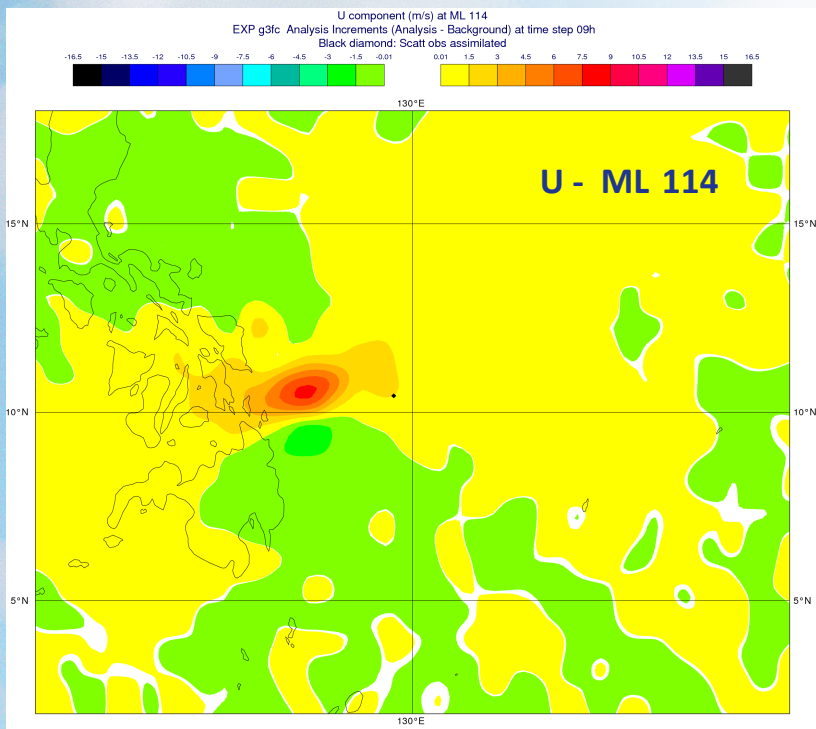 U component (m/s) at ML 114
EXP g3fc Analysis Increments (Analysis - Background) at time step 09h
Black diamond: Scatt obs assimilated
-16.5 -15 -13.5 -12 -10.5 -9 -7.5 -6 -4.5 -3 -1.5 -0.01 0.01 1.5 3 4.5 6 7.5 9 10.5 12 13.5 15 16.5
130°E
U - ML 114
15°N 15°N
10°N 10°N
5°N 5°N
130°E